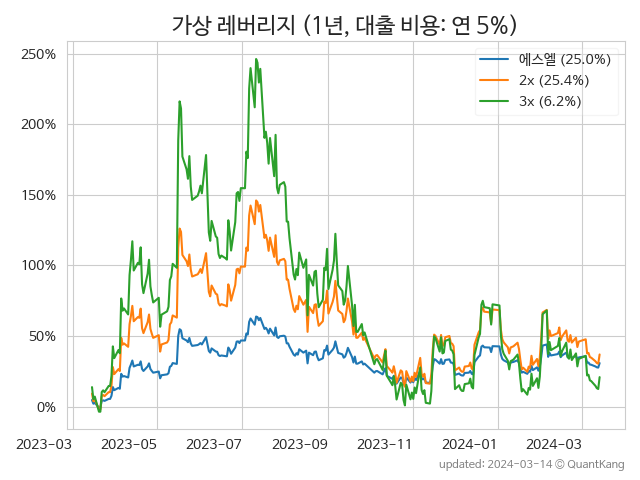 가상 레버리지 (1년, 대출 비용: 연 5%)
에스엘 (25.0%)
2x (25.4%)
3x (6.2%)
250%
200%
150%
100%
50%
0%
2023-03 2023-05 2023-07 2023-09 2023-11 2024-01 2024-03
updated: 2024-03-14 © QuantKang